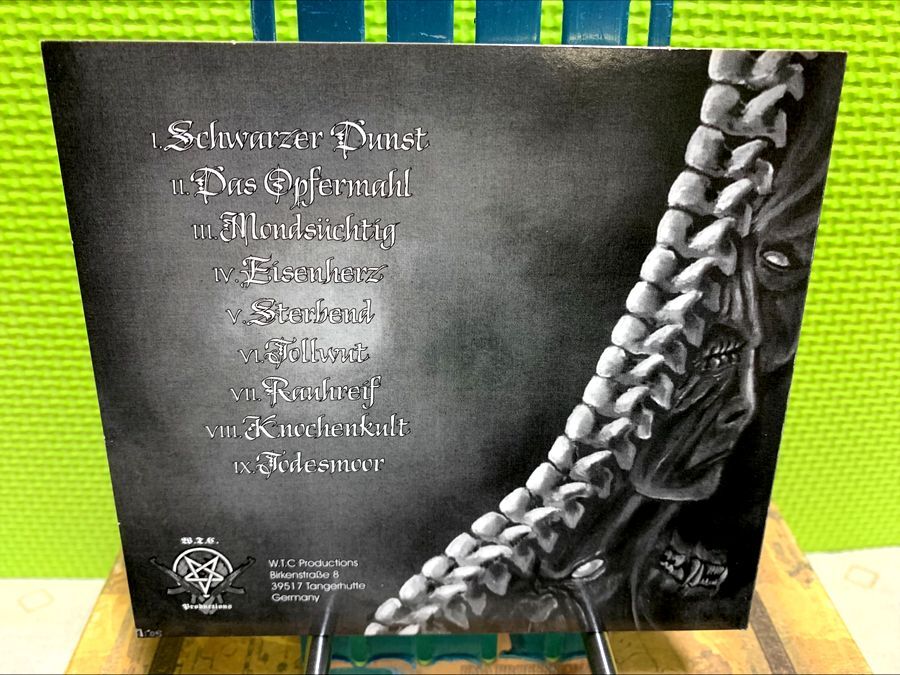 I. Schwarzer Dunst
II. Das Opfermahl
III. Mondsüchtig
IV. Eisenherz
V. Sterbend
VI. Tollwut
VII. Rauhreif
VIII. Knochenkult
IX. Todesmoor
W.T.C.
Productions
W.T.C Productions
Birkenstraße 8
39517 Tangerhutte
Germany